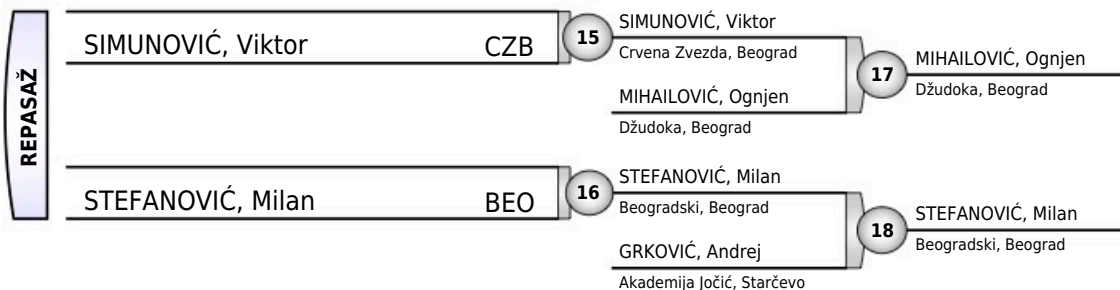 REPASAŽ
SIMUNOVIĆ, Viktor CZB
15
SIMUNOVIĆ, Viktor
Crvena Zvezda, Beograd
MIHAILOVIĆ, Ognjen
Džudoka, Beograd
17
MIHAILOVIĆ, Ognjen
Džudoka, Beograd
STEFANOVIĆ, Milan BEO
16
STEFANOVIĆ, Milan
Beogradski, Beograd
GRKOVIĆ, Andrej
Akademija Jočić, Starčevo
18
STEFANOVIĆ, Milan
Beogradski, Beograd